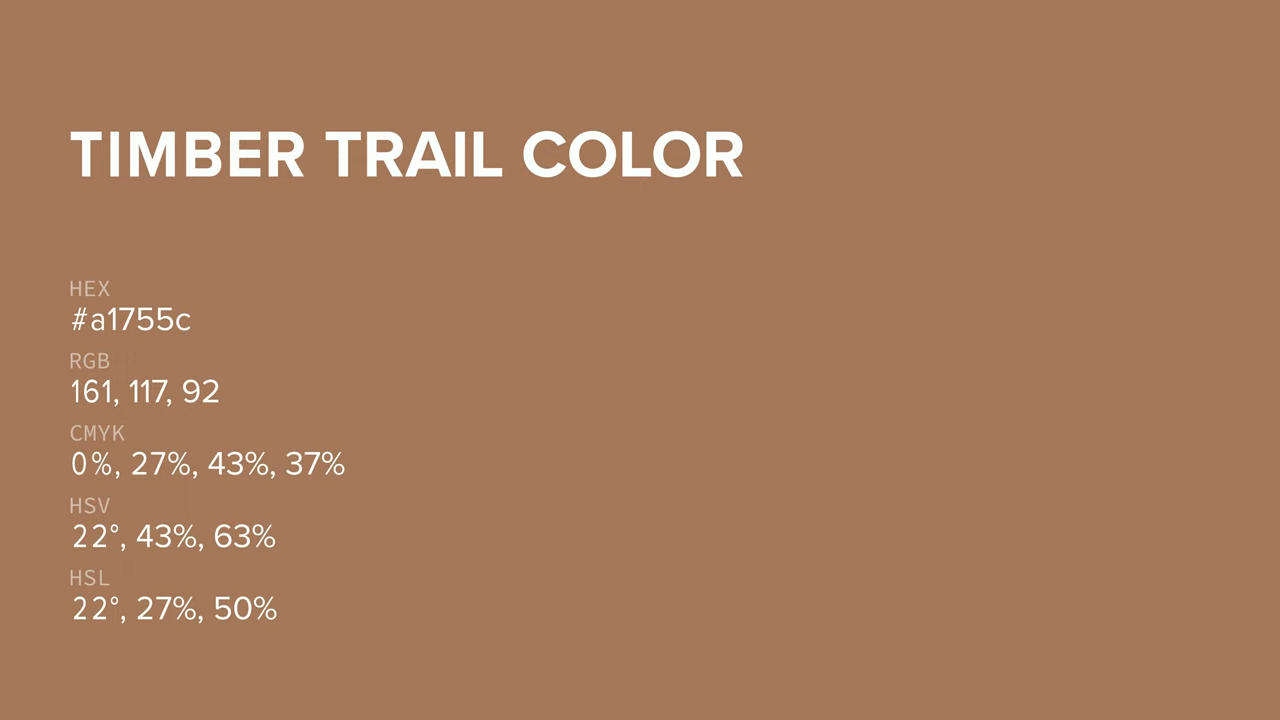 TIMBER TRAIL COLOR
HEX
#a1755c
RGB
161, 117, 92
CMYK
0%, 27%, 43%, 37%
HSV
22°, 43%, 63%
HSL
22°, 27%, 50%